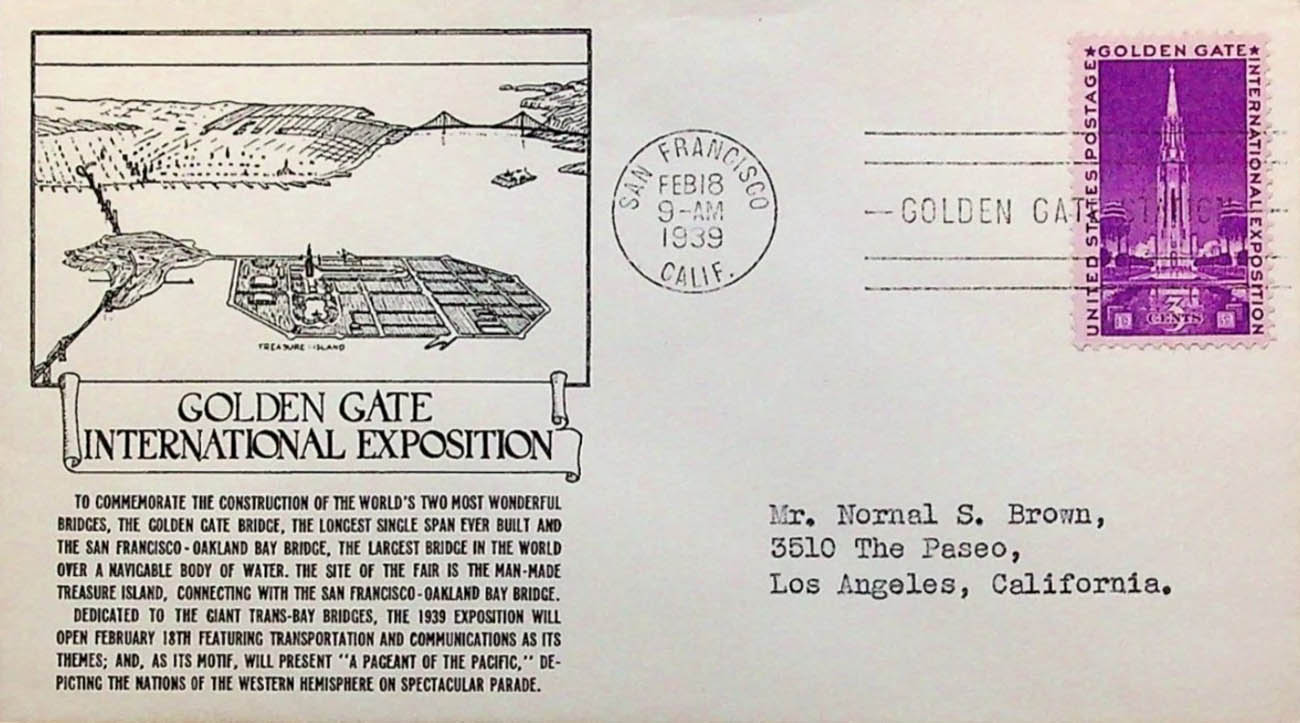 TREASURE ISLAND
GOLDEN GATE
INTERNATIONAL EXPOSITION
TO COMMEMORATE THE CONSTRUCTION OF THE WORLD'S TWO MOST WONDERFUL
BRIDGES, THE GOLDEN GATE BRIDGE, THE LONGEST SINGLE SPAN EVER BUILT AND
THE SAN FRANCISCO-OAKLAND BAY BRIDGE, THE LARGEST BRIDGE IN THE WORLD
OVER A NAVIGABLE BODY OF WATER. THE SITE OF THE FAIR IS THE MAN-MADE
TREASURE ISLAND, CONNECTING WITH THE SAN FRANCISCO-OAKLAND BAY BRIDGE.
DEDICATED TO THE GIANT TRANS-BAY BRIDGES, THE 1939 EXPOSITION WILL
OPEN FEBRUARY 18TH FEATURING TRANSPORTATION AND COMMUNICATIONS AS ITS
THEMES; AND, AS ITS MOTIF, WILL PRESENT "A PAGEANT OF THE PACIFIC," DE-
PICTING THE NATIONS OF THE WESTERN HEMISPHERE ON SPECTACULAR PARADE.
SAN FRANCISCO
FEB 18
9-AM
1939
CALIF.
GOLDEN GATE
UNITED STATES POSTAGE
★GOLDEN GATE★
INTERNATIONAL EXPOSITION
3
CENTS
19 39
Mr. Nornal S. Brown,
3510 The Paseo,
Los Angeles, California.